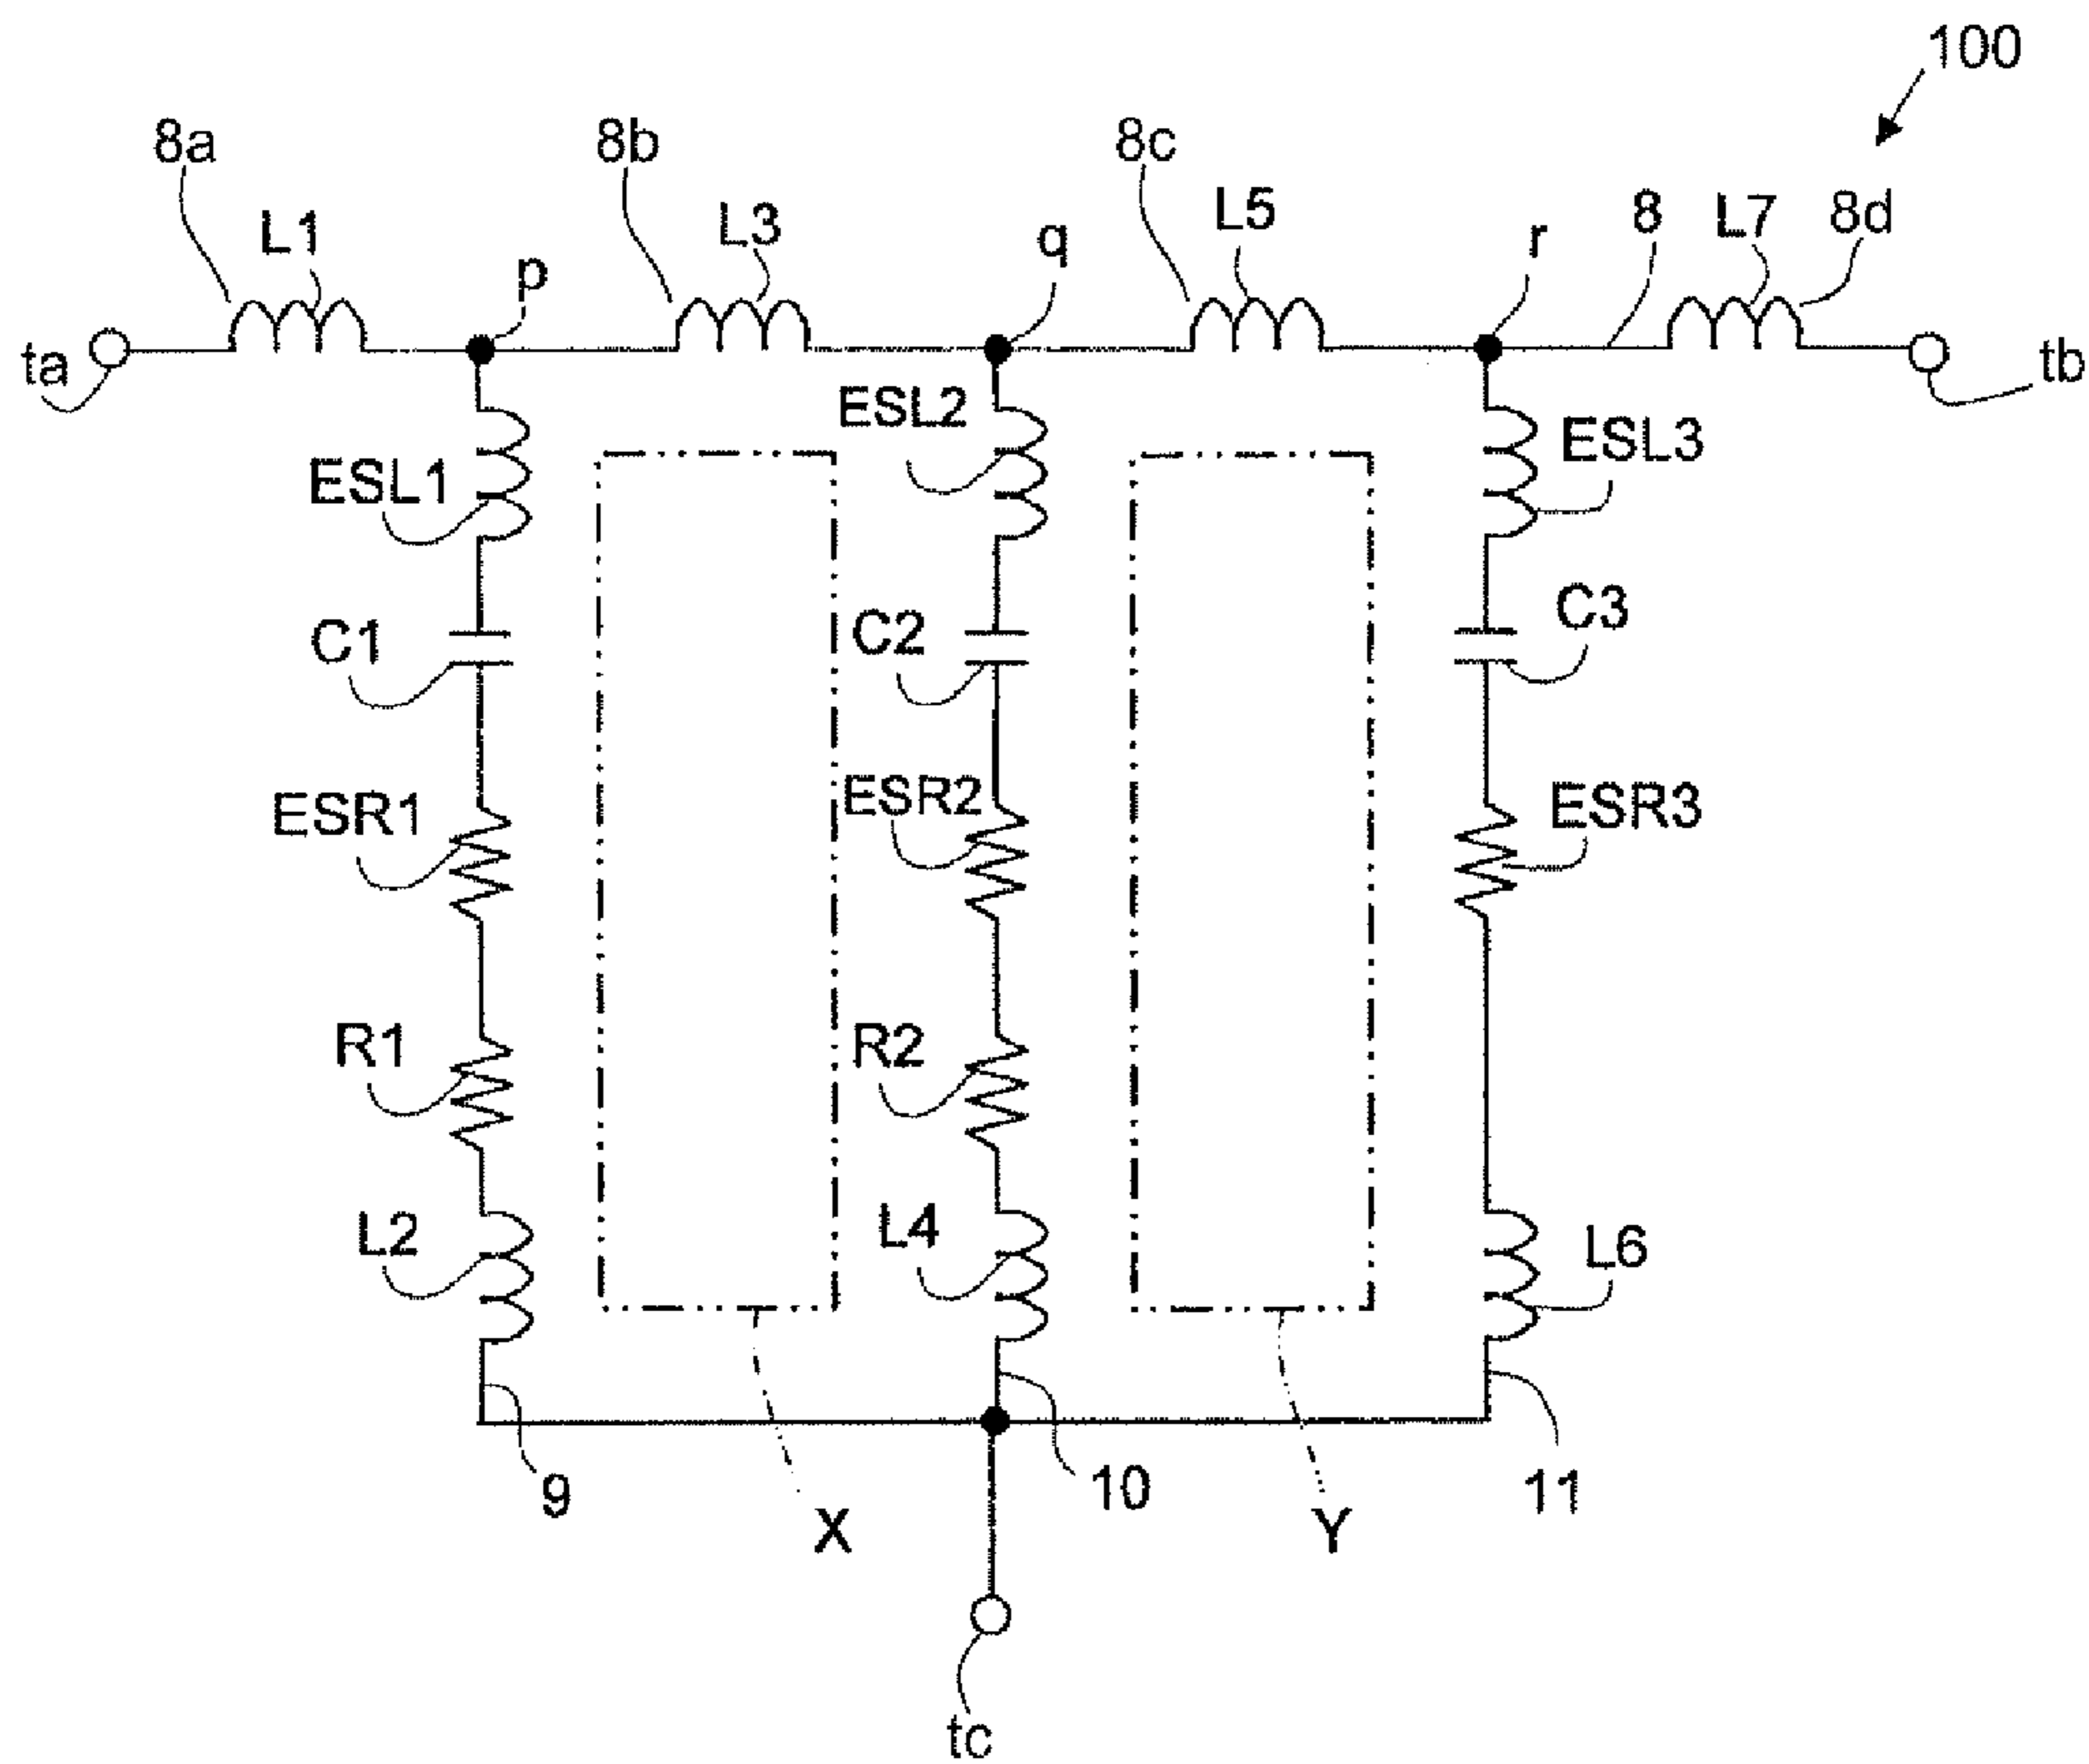 100
8a
8b
8c
L1
L3
L5
8
L7
8d
p
q
r
ta
tb
ESL1
ESL2
ESL3
C1
C2
C3
ESR1
ESR2
ESR3
R1
R2
L2
L4
L6
9
10
11
X
Y
tc